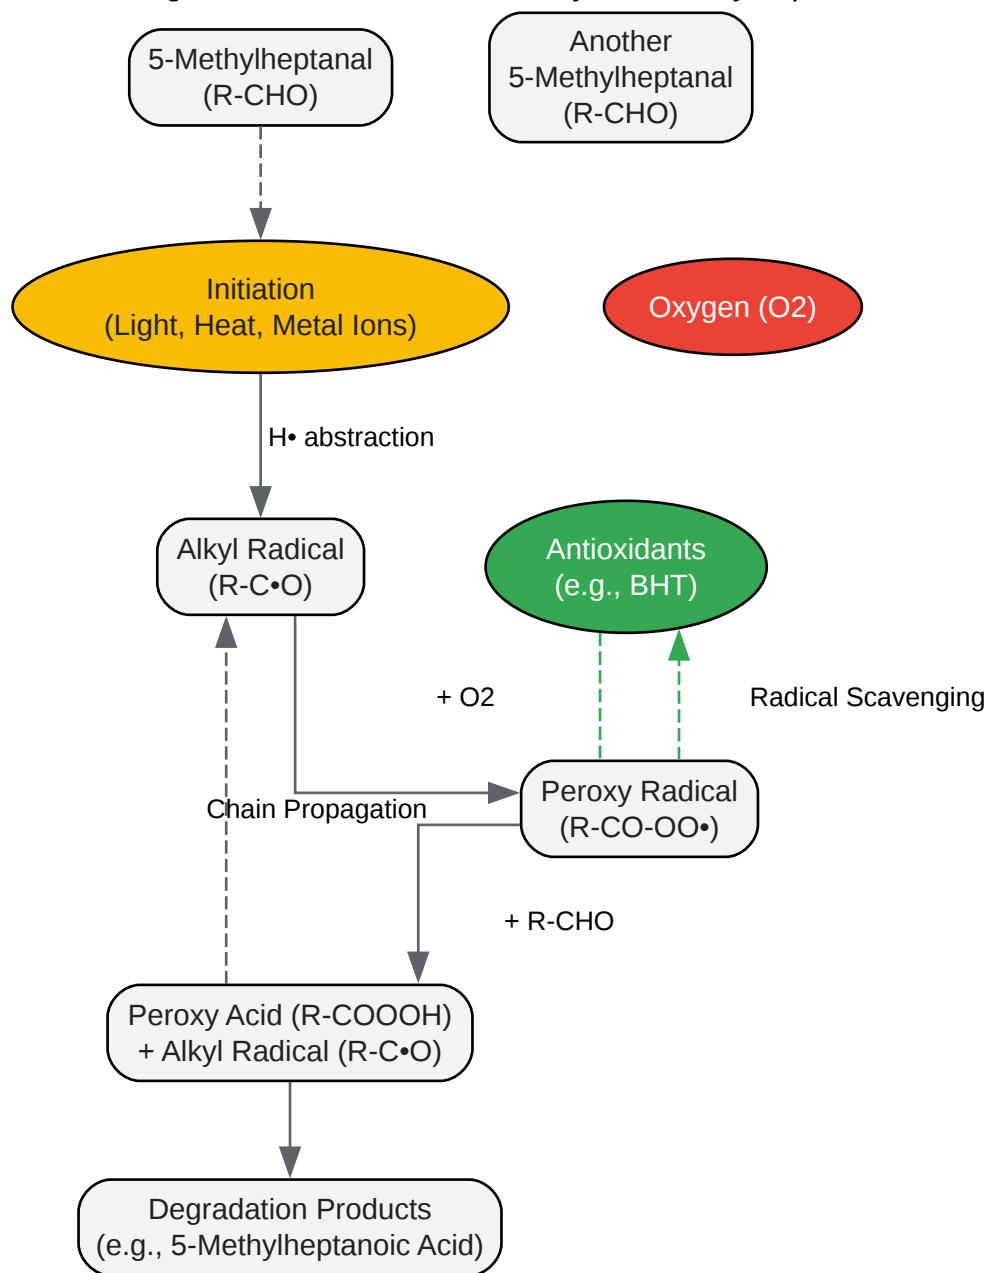 5-Methylheptanal
(R-CHO)
Another
5-Methylheptanal
(R-CHO)
Initiation
(Light, Heat, Metal Ions)
Oxygen (O2)
H• abstraction
Alkyl Radical
(R-C•O)
Antioxidants
(e.g., BHT)
+ O2
Radical Scavenging
Peroxy Radical
(R-CO-OO•)
Chain Propagation
+ R-CHO
Peroxy Acid (R-COOOH)
+ Alkyl Radical (R-C•O)
Degradation Products
(e.g., 5-Methylheptanoic Acid)